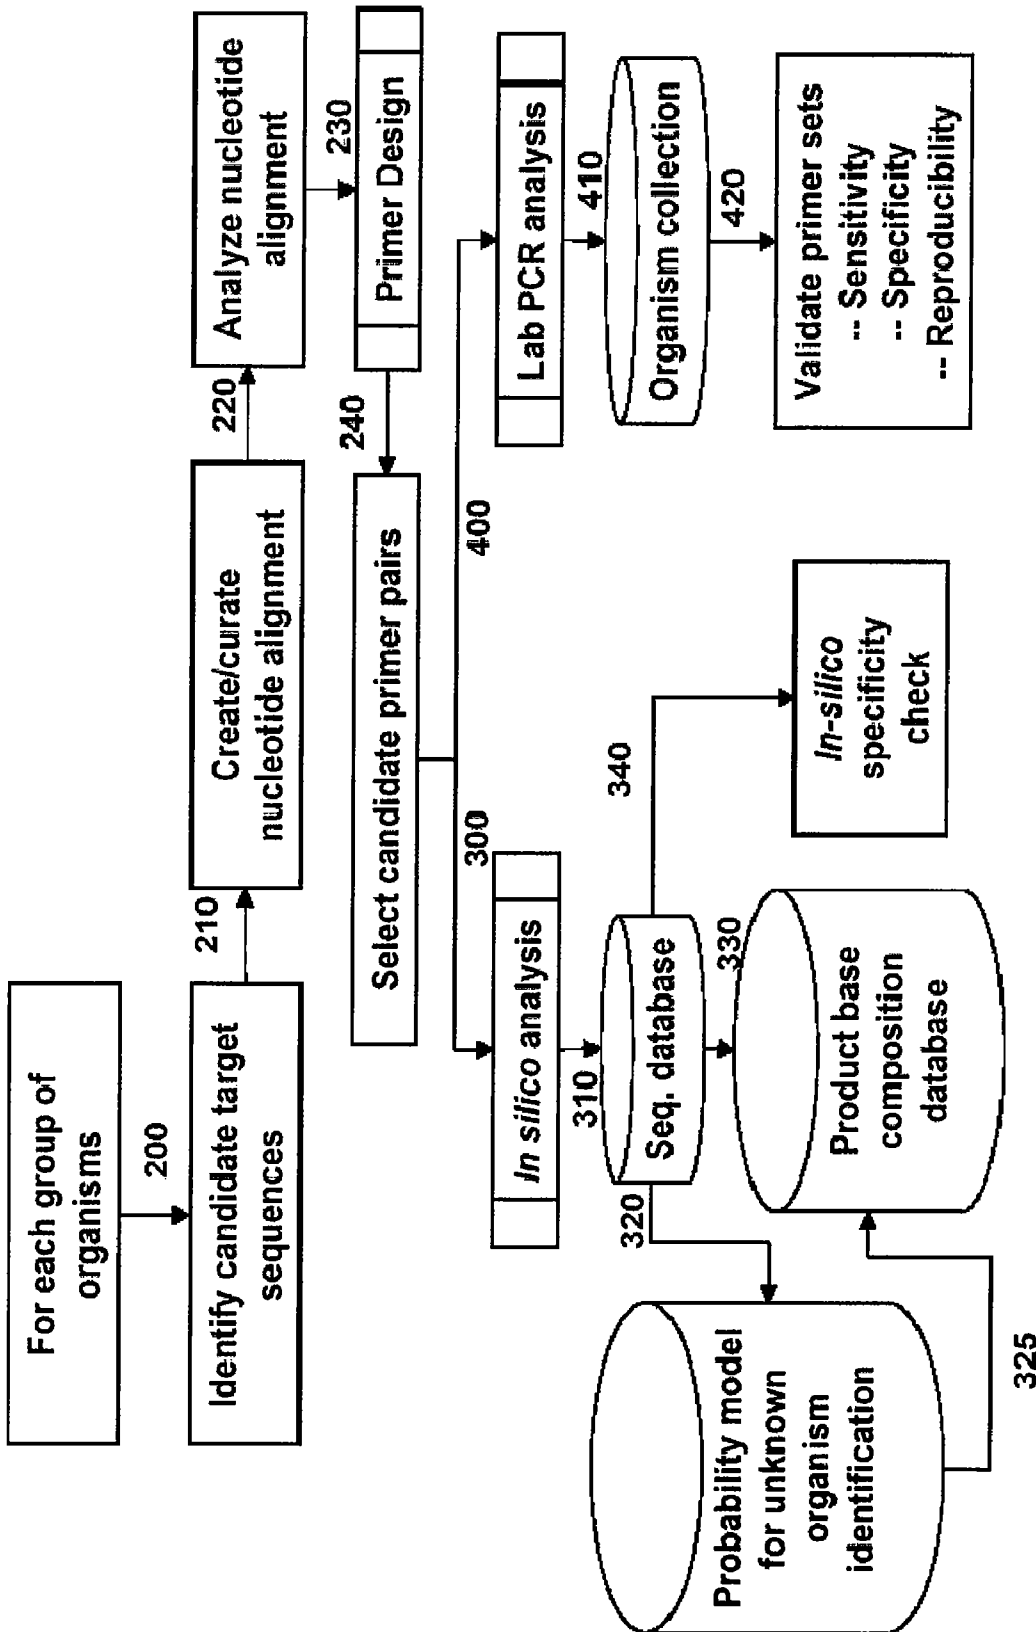 For each group of
organisms
200
Identify candidate target
sequences
210
Create/curate
nucleotide alignment
220
Analyze nucleotide
alignment
230
Primer Design
240
Select candidate primer pairs
300
400
In silico analysis
310
Seq. database
320
Probability model
for unknown
organism
identification
325
330
Product base
composition
database
340
In-silico
specificity
check
Lab PCR analysis
410
Organism collection
420
Validate primer sets
-- Sensitivity
-- Specificity
-- Reproducibility